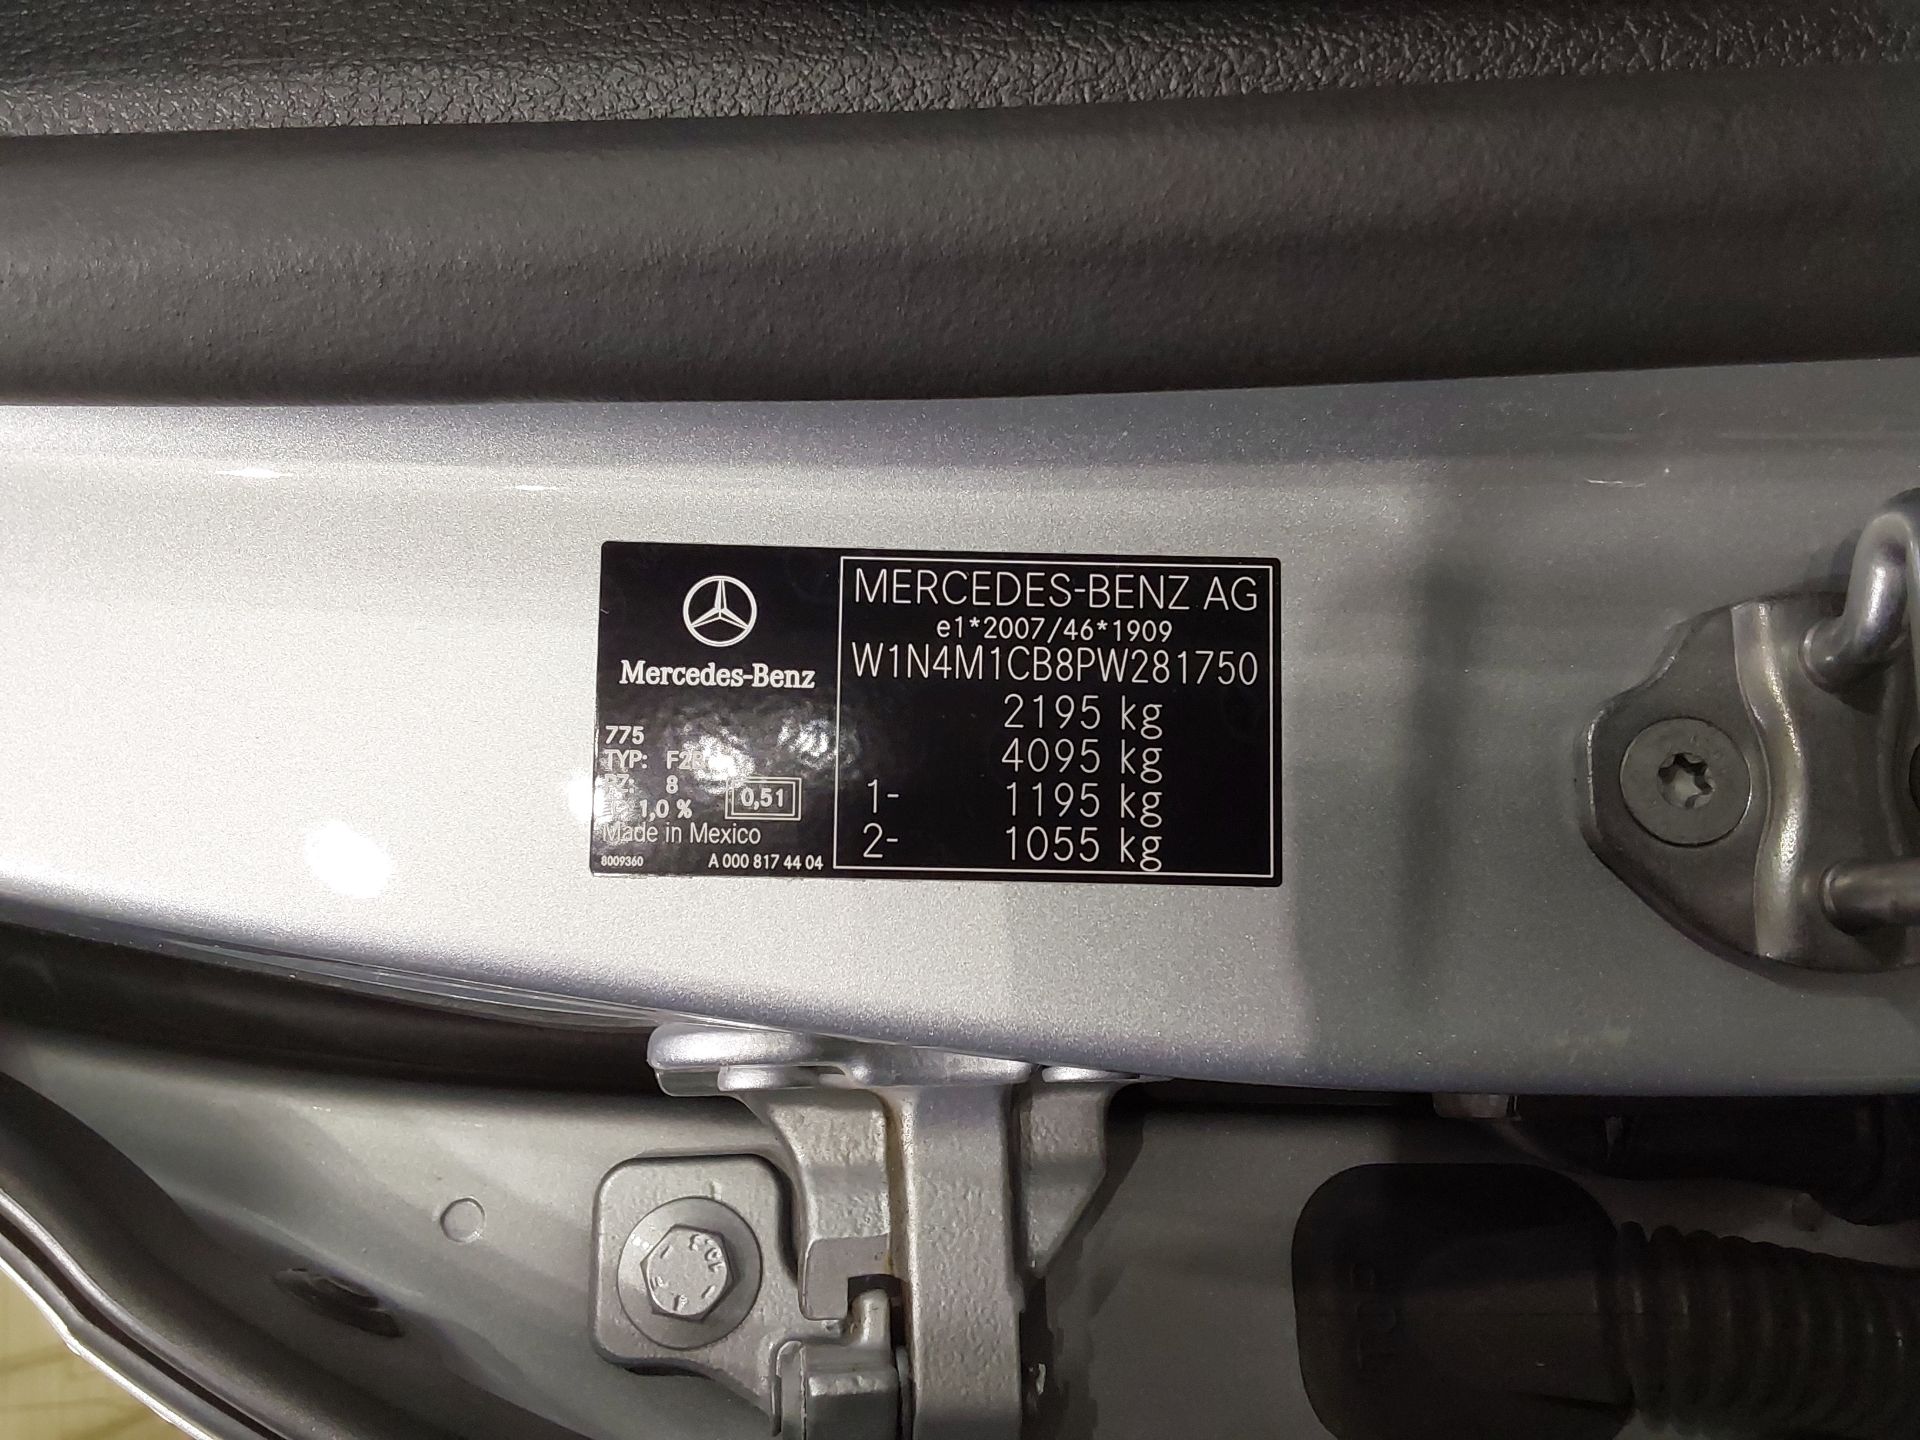 Mercedes-Benz
775
TYP:
8
1,0 %
0,51
Made in Mexico
8009360
A 000 817 44 04
MERCEDES-BENZ AG
e1*2007/46*1909
W1N4M1CB8PW281750
2195 kg
4095 kg
1- 1195 kg
2- 1055 kg